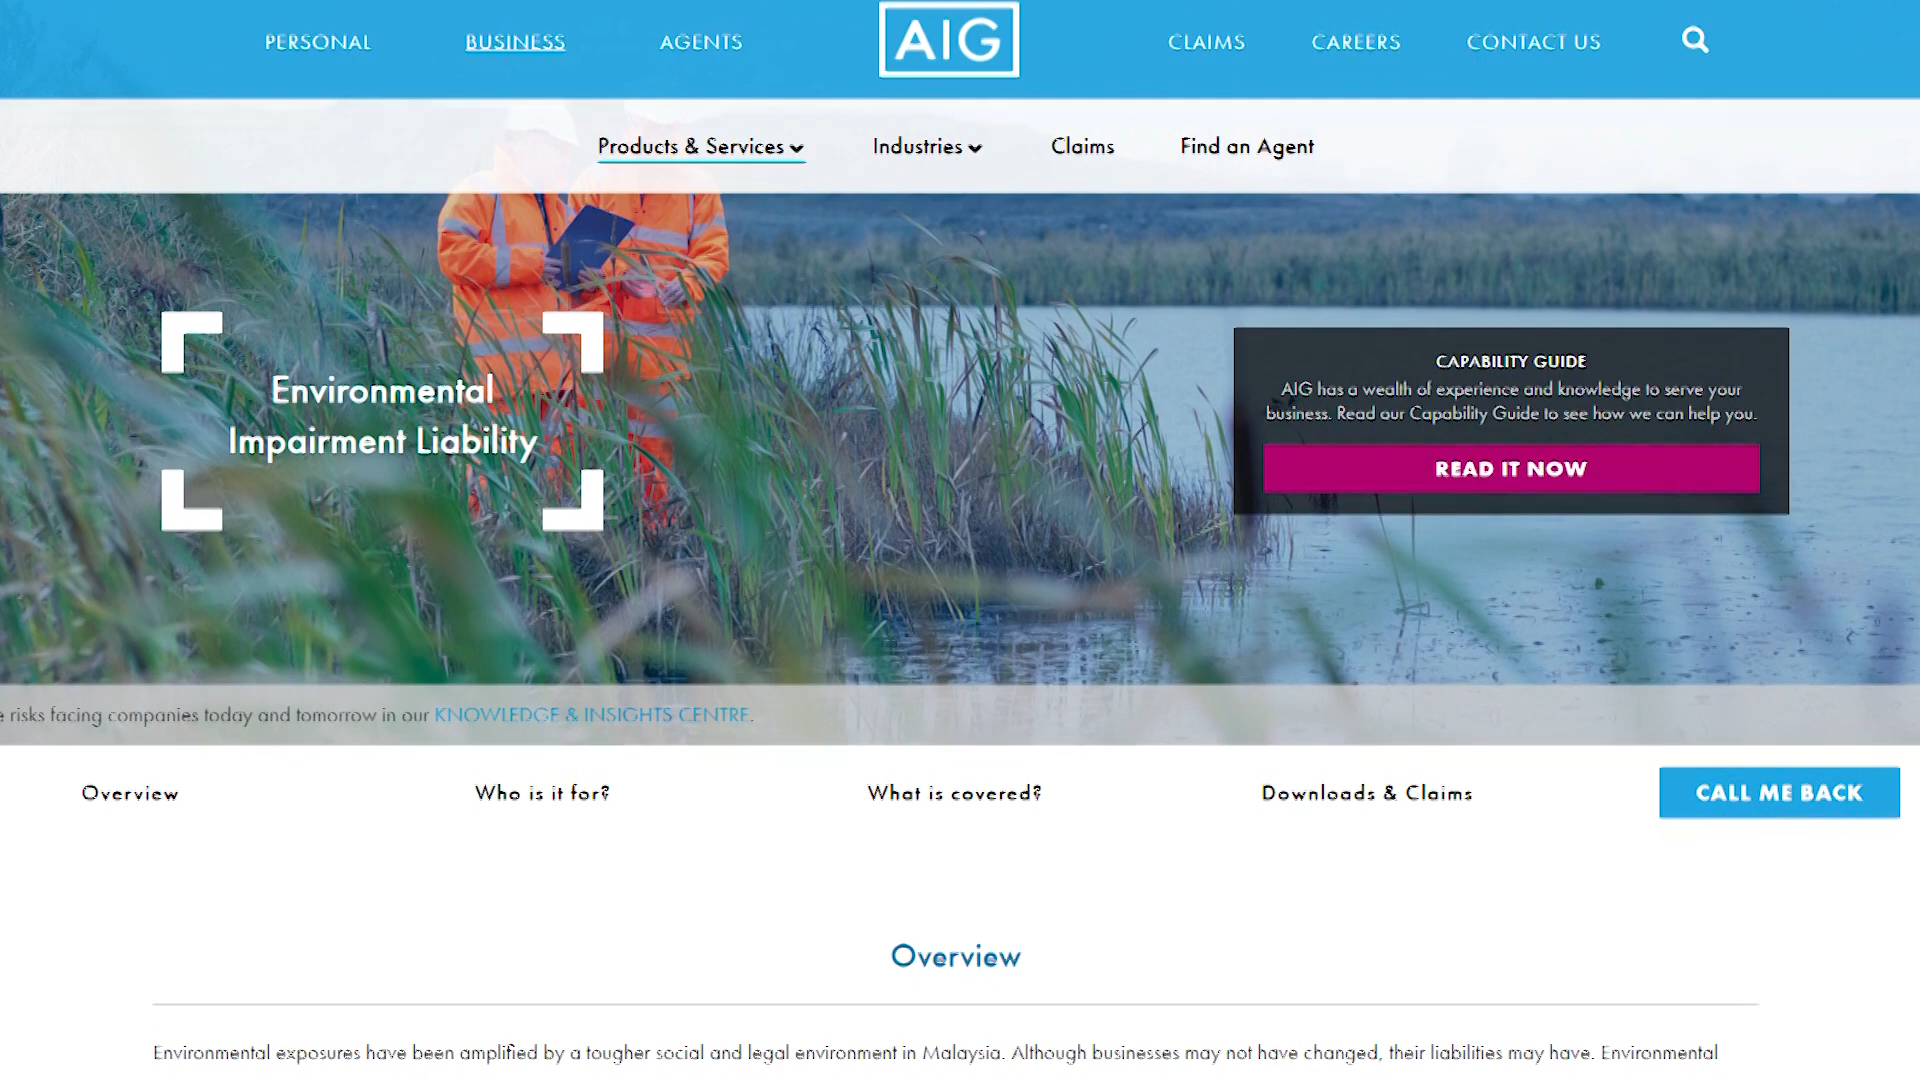 PERSONAL
BUSINESS
AGENTS
AIG
CLAIMS
CAREERS
CONTACT US
Products & Services
Industries
Claims
Find an Agent
Environmental
Impairment Liability
CAPABILITY GUIDE
AIG has a wealth of experience and knowledge to serve your
business. Read our Capability Guide to see how we can help you.
READ IT NOW
risks facing companies today and tomorrow in our KNOWLEDGE & INSIGHTS CENTRE.
Overview
Who is it for?
What is covered?
Downloads & Claims
CALL ME BACK
Overview
Environmental exposures have been amplified by a tougher social and legal environment in Malaysia. Although businesses may not have changed, their liabilities may have. Environmental